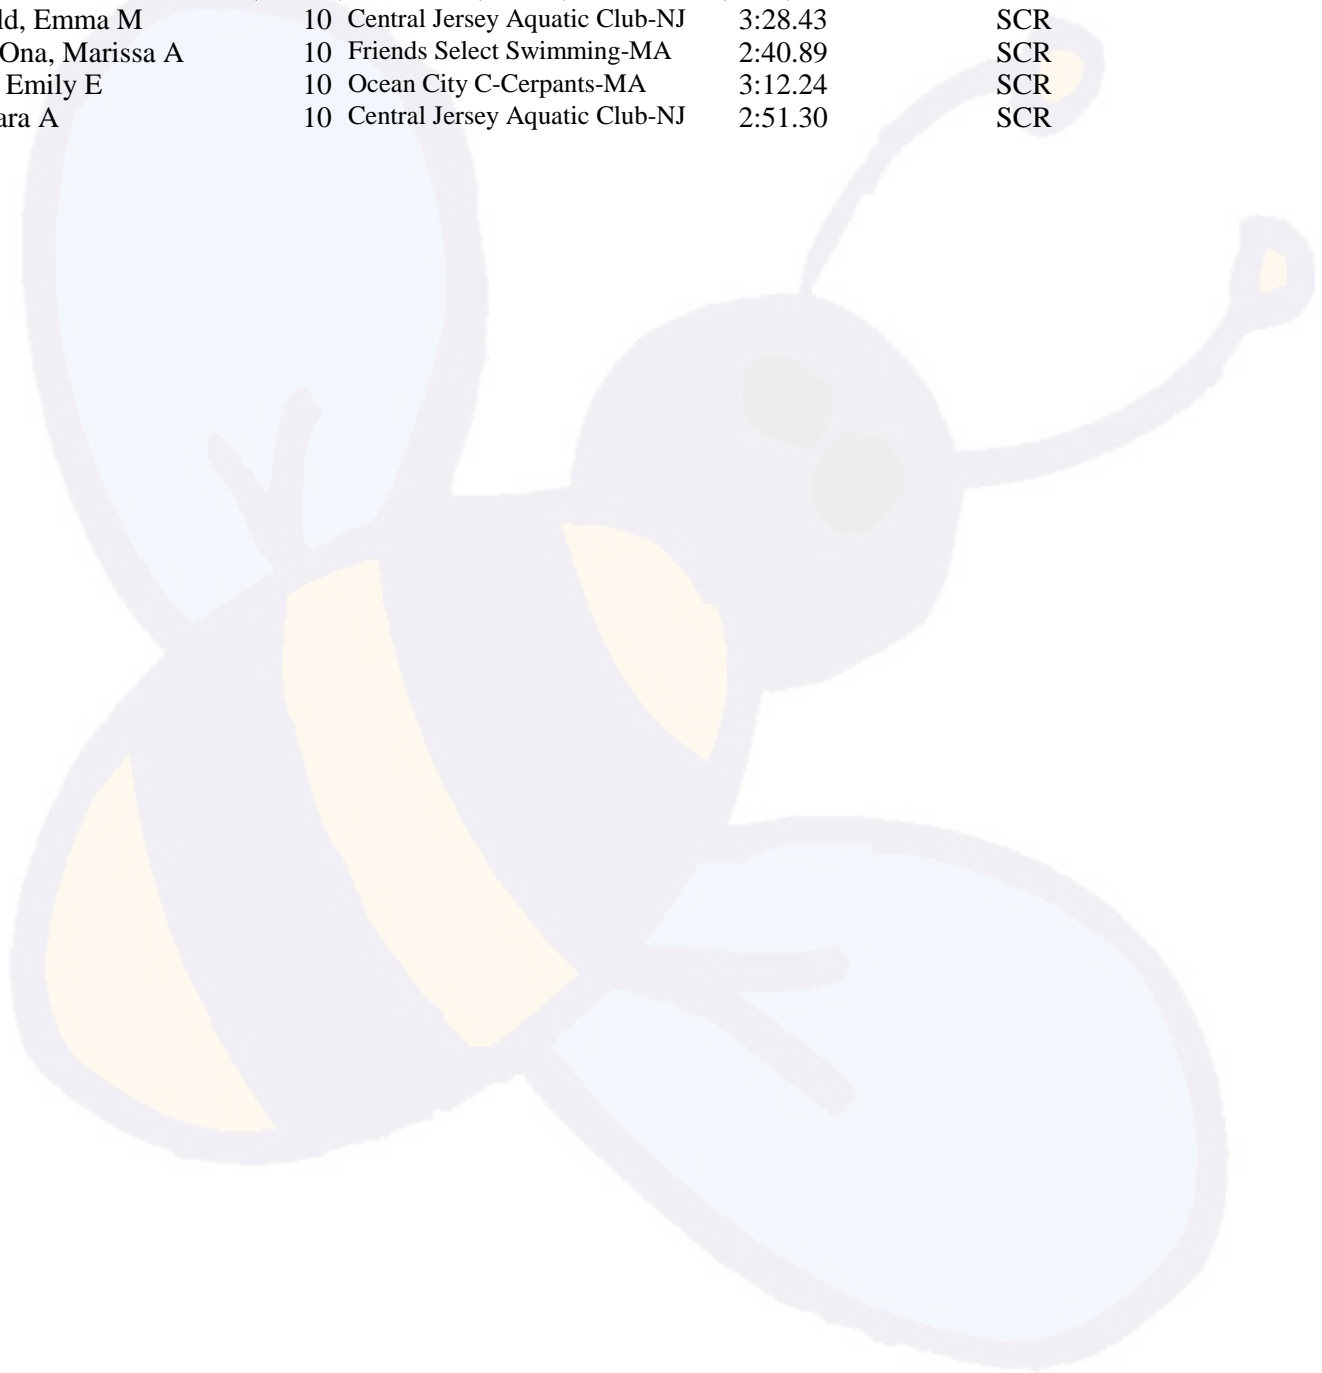 ld, Emma M 10 Central Jersey Aquatic Club-NJ 3:28.43 SCR
Ona, Marissa A 10 Friends Select Swimming-MA 2:40.89 SCR
Emily E 10 Ocean City C-Cerpants-MA 3:12.24 SCR
ara A 10 Central Jersey Aquatic Club-NJ 2:51.30 SCR